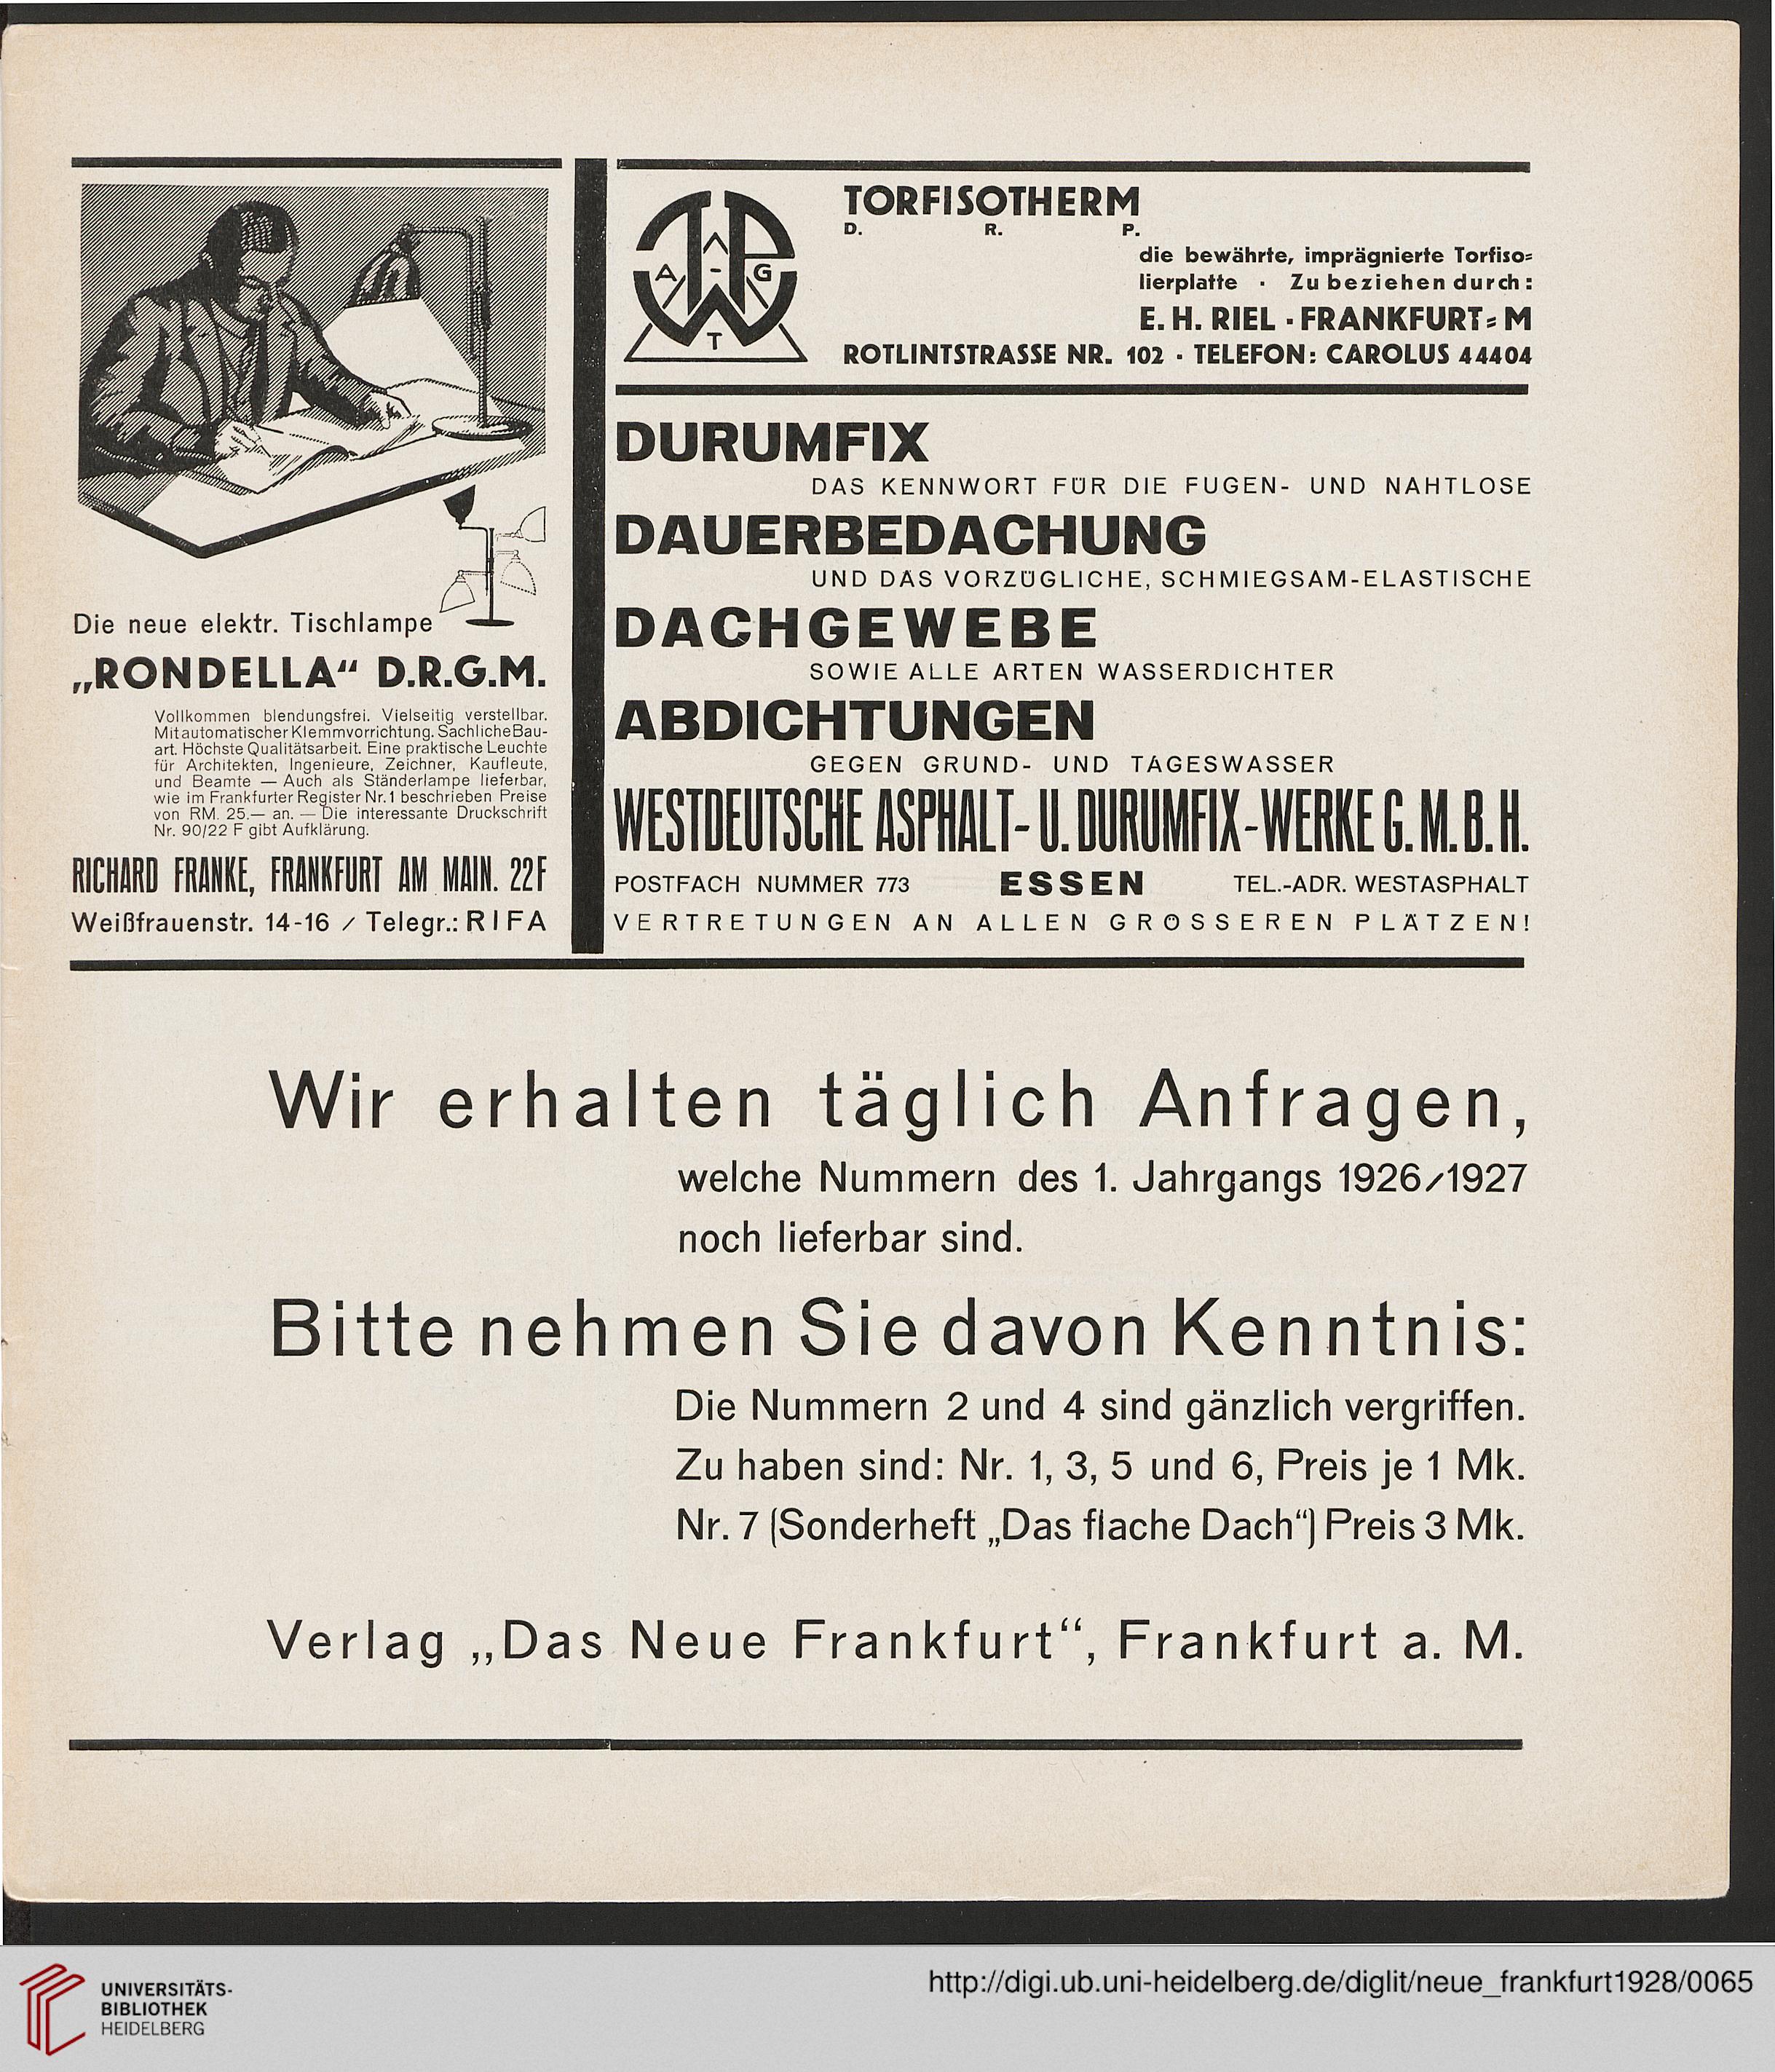 Die neue elektr. Tischlampe
„RONDELLA“ D.R.G.M.
Vollkommen blendungsfrei. Vielseitig verstellbar.
Mit automatischer Klemmvorrichtung. Sachliche Bau-
art. Höchste Qualitätsarbeit. Eine praktische Leuchte
für Architekten, Ingenieure, Zeichner, Kaufleute,
und Beamte — Auch als Ständerlampe lieferbar,
wie im Frankfurter Register Nr. 1 beschrieben Preise
von RM. 25.— an. — Die interessante Druckschrift
Nr. 90/22 F gibt Aufklärung.
RICHARD FRANKE, FRANKFURT AM MAIN. 22F
Weißfrauenstr. 14-16 / Telegr.: RIFA
A - G
T
TORFISOTHERM
D. R. P.
die bewährte, imprägnierte Torfiso=
lierplatte · Zu beziehen durch:
E. H. RIEL · FRANKFURT=M
ROTLINTSTRASSE NR. 102 · TELEFON: CAROLUS 44404
DURUMFIX
DAS KENNWORT FÜR DIE FUGEN- UND NAHTLOSE
DAUERBEDACHUNG
UND DAS VORZÜGLICHE, SCHMIEGSAM-ELASTISCHE
DACHGEWEBE
SOWIE ALLE ARTEN WASSERDICHTER
ABDICHTUNGEN
GEGEN GRUND- UND TAGESWASSER
WESTDEUTSCHE ASPHALT- U. DURUMFIX-WERKE G. M. B. H.
POSTFACH NUMMER 773 ESSEN TEL.-ADR. WESTASPHALT
VERTRETUNGEN AN ALLEN GRÖSSEREN PLÄTZEN!
Wir erhalten täglich Anfragen,
welche Nummern des 1. Jahrgangs 1926/1927
noch lieferbar sind.
Bitte nehmen Sie davon Kenntnis:
Die Nummern 2 und 4 sind gänzlich vergriffen.
Zu haben sind: Nr. 1, 3, 5 und 6, Preis je 1 Mk.
Nr. 7 (Sonderheft „Das flache Dach“) Preis 3 Mk.
Verlag „Das Neue Frankfurt“, Frankfurt a. M.
UNIVERSITÄTS-
BIBLIOTHEK
HEIDELBERG
http://digi.ub.uni-heidelberg.de/diglit/neue_frankfurt1928/0065